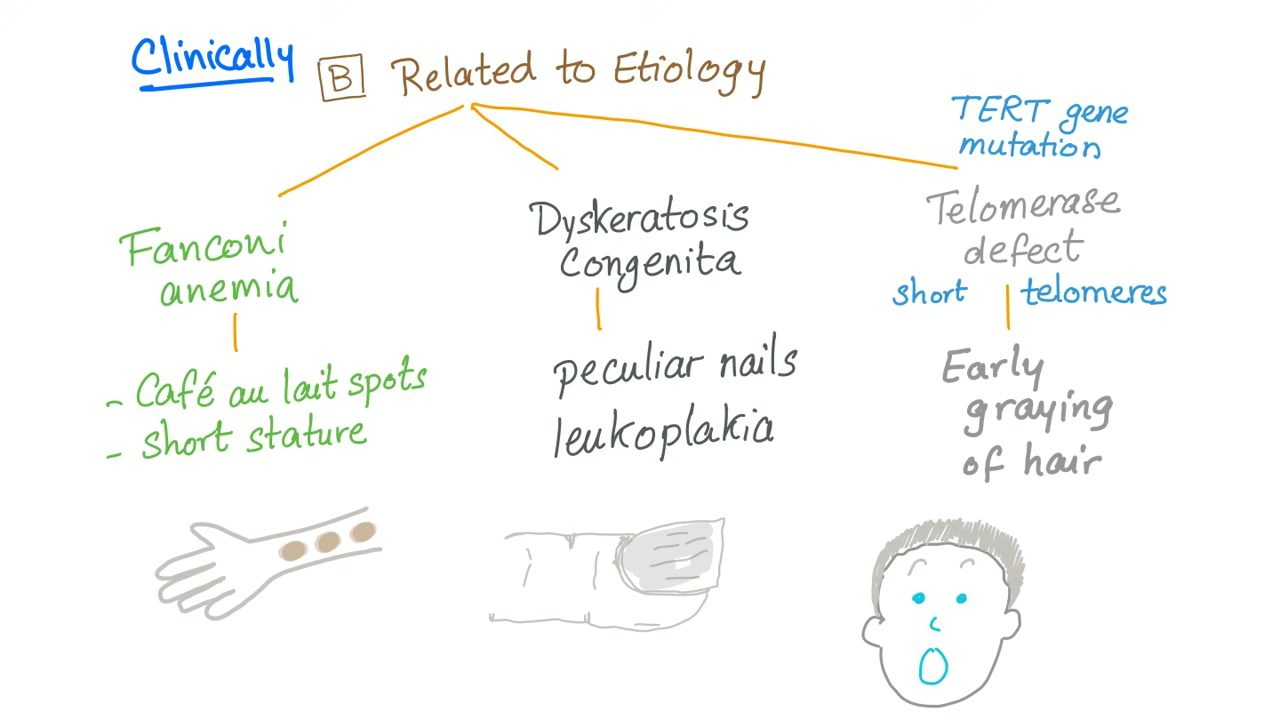 Clinically
B Related to Etiology
TERT gene
mutation
Fanconi
anemia
- Café au lait spots
- short stature
Dyskeratosis
Congenita
peculiar nails
leukoplakia
Telomerase
defect
short telomeres
Early
graying
of hair